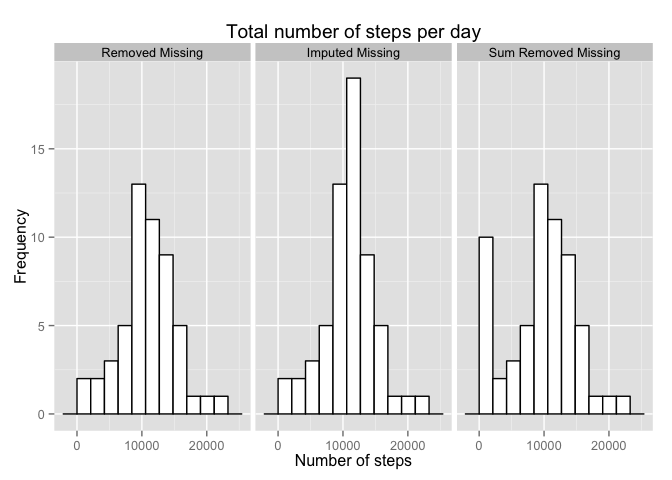 Total number of steps per day
Removed Missing Imputed Missing Sum Removed Missing
Frequency
15
10
5
0
0 10000 20000 0 10000 20000 0 10000 20000
Number of steps